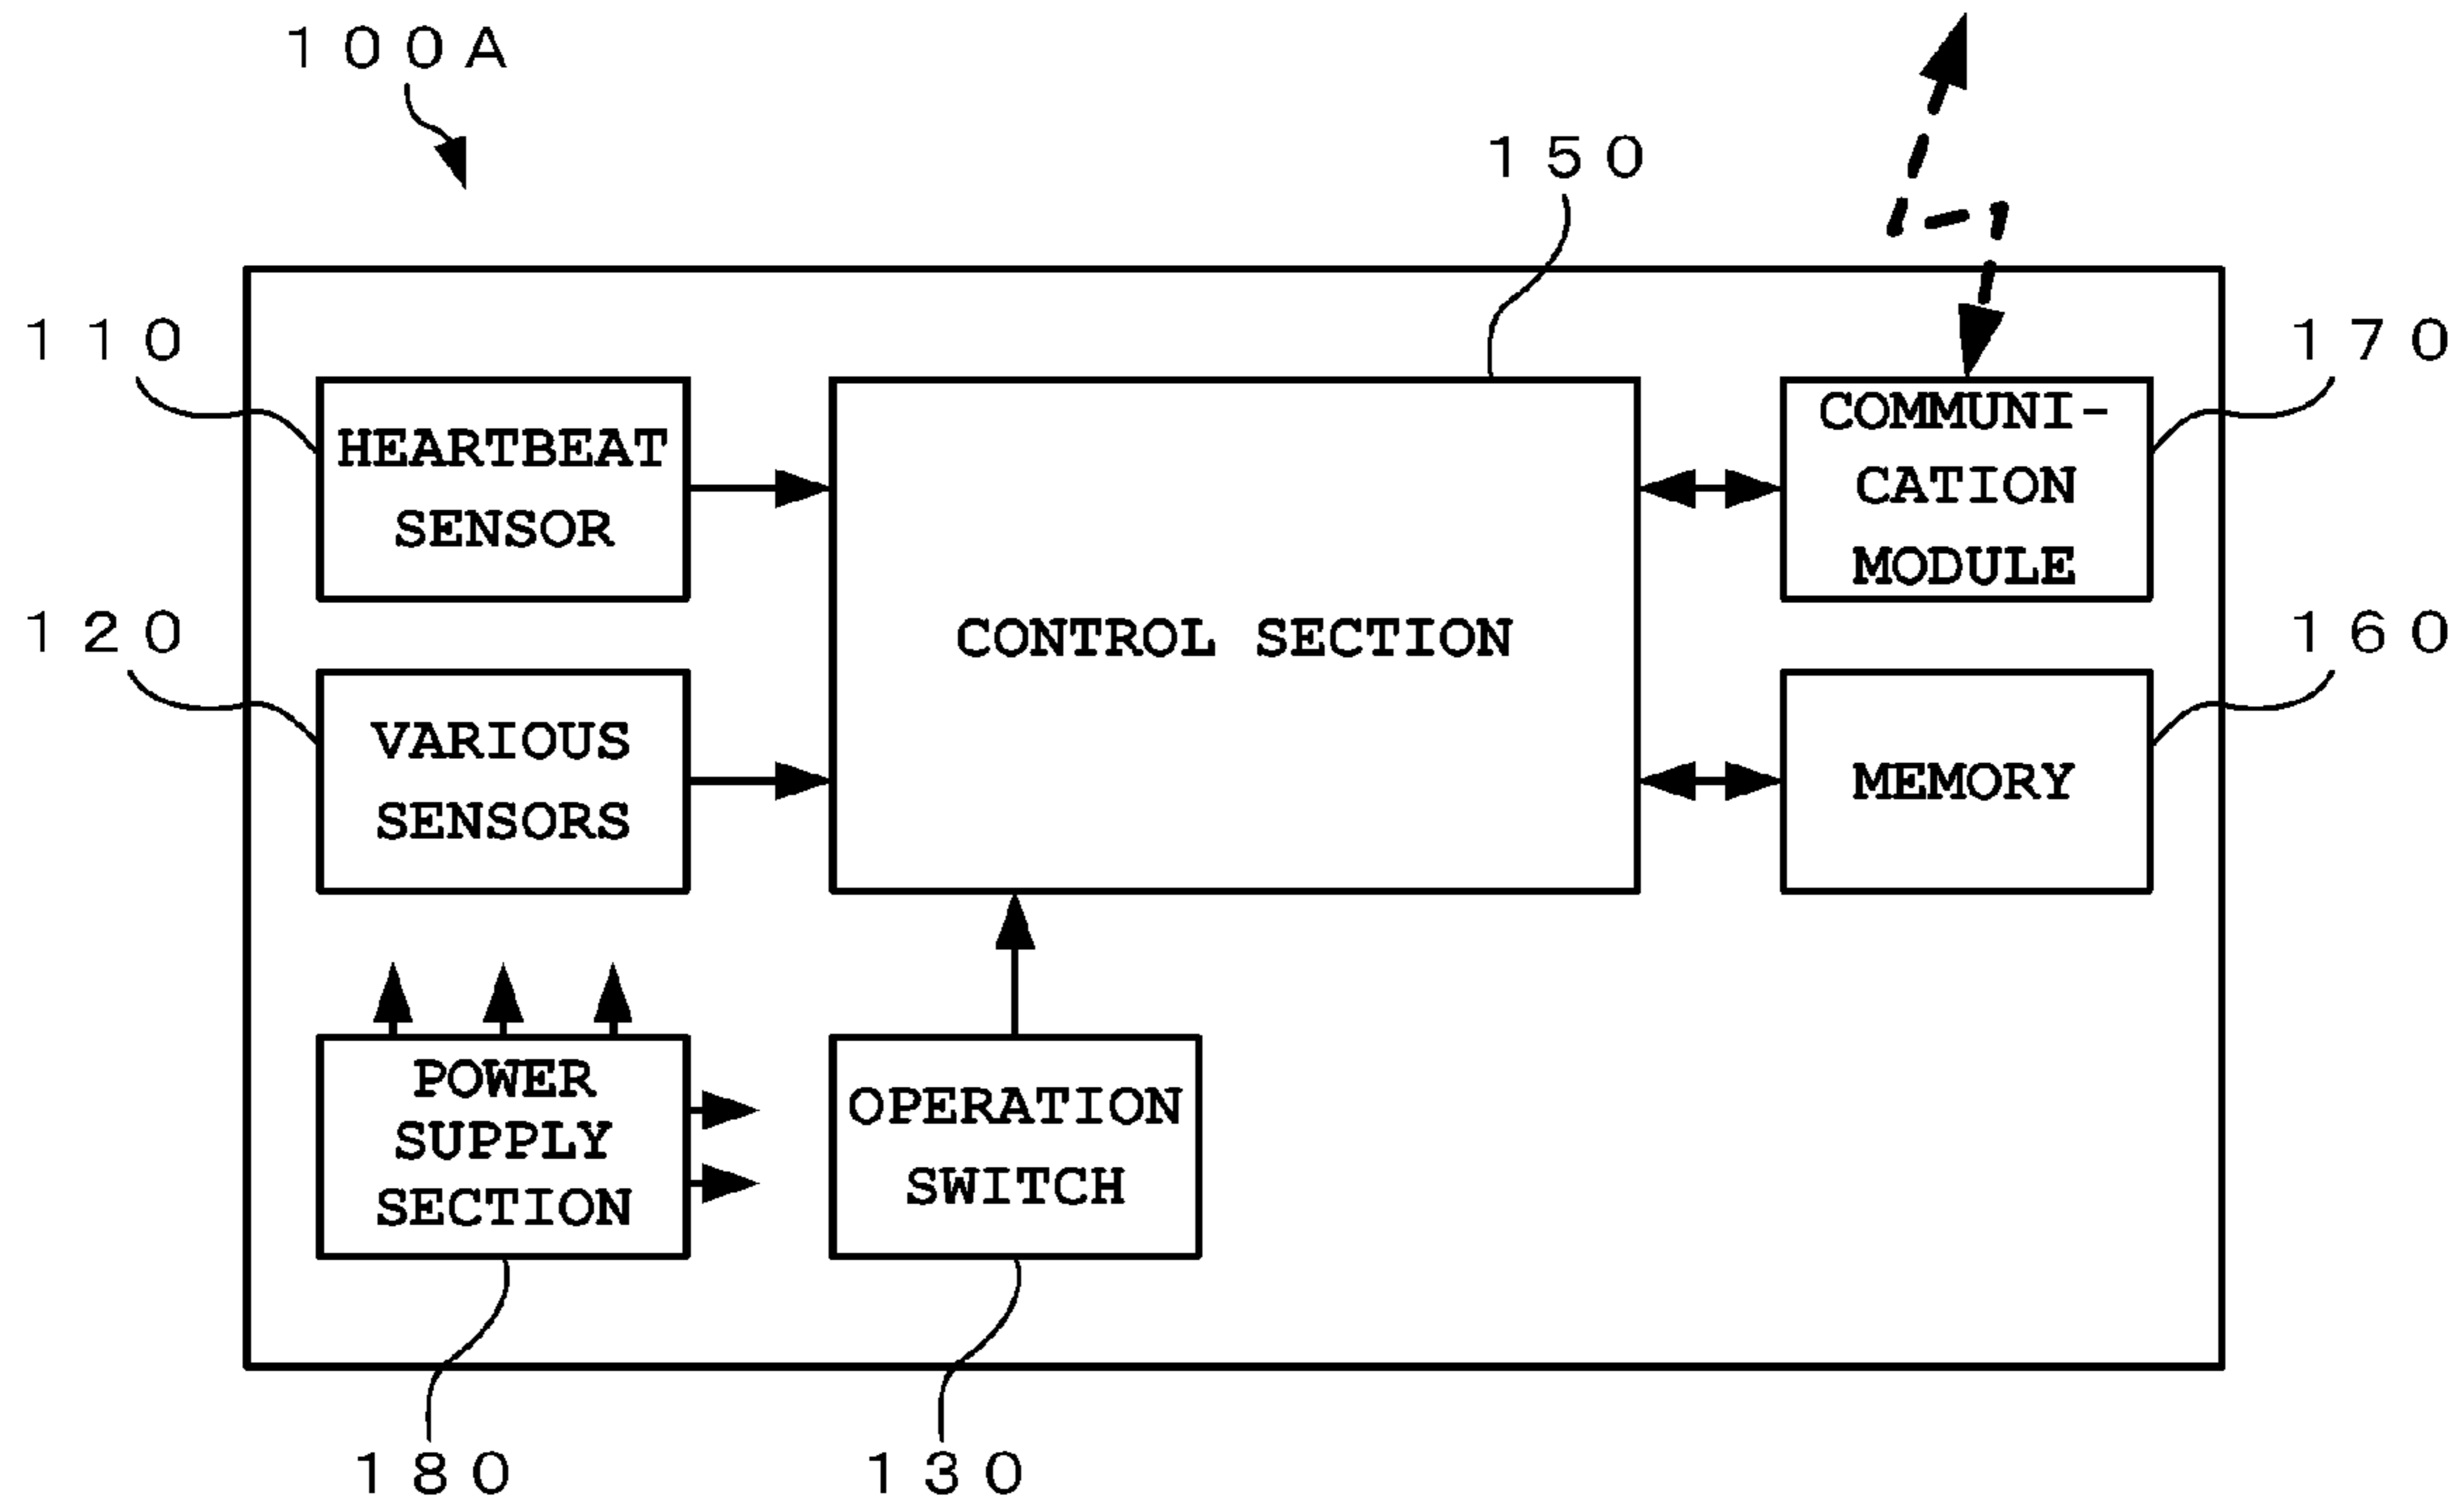 100A
150
110
170
HEARTBEAT
SENSOR
COMMUNI-
CATION
MODULE
CONTROL SECTION
120
160
VARIOUS
SENSORS
MEMORY
POWER
SUPPLY
SECTION
OPERATION
SWITCH
180
130